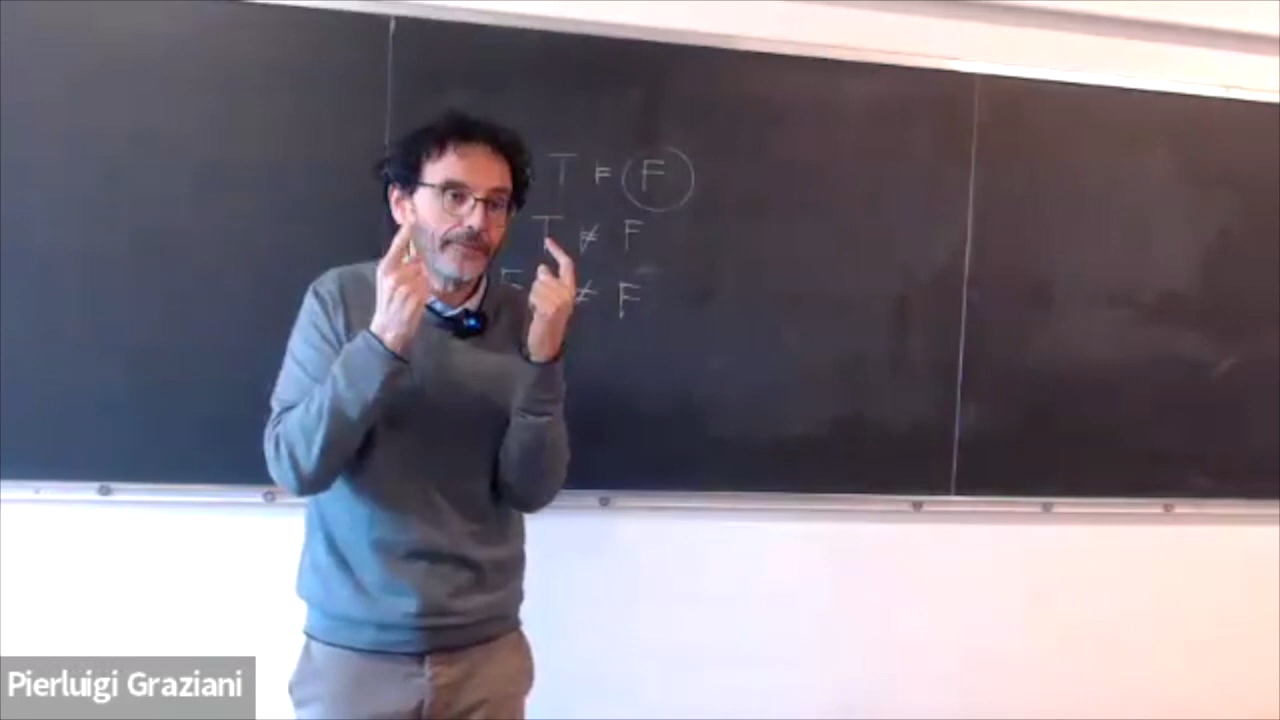 T ⊨ F
T ⊭ F
F
Pierluigi Graziani